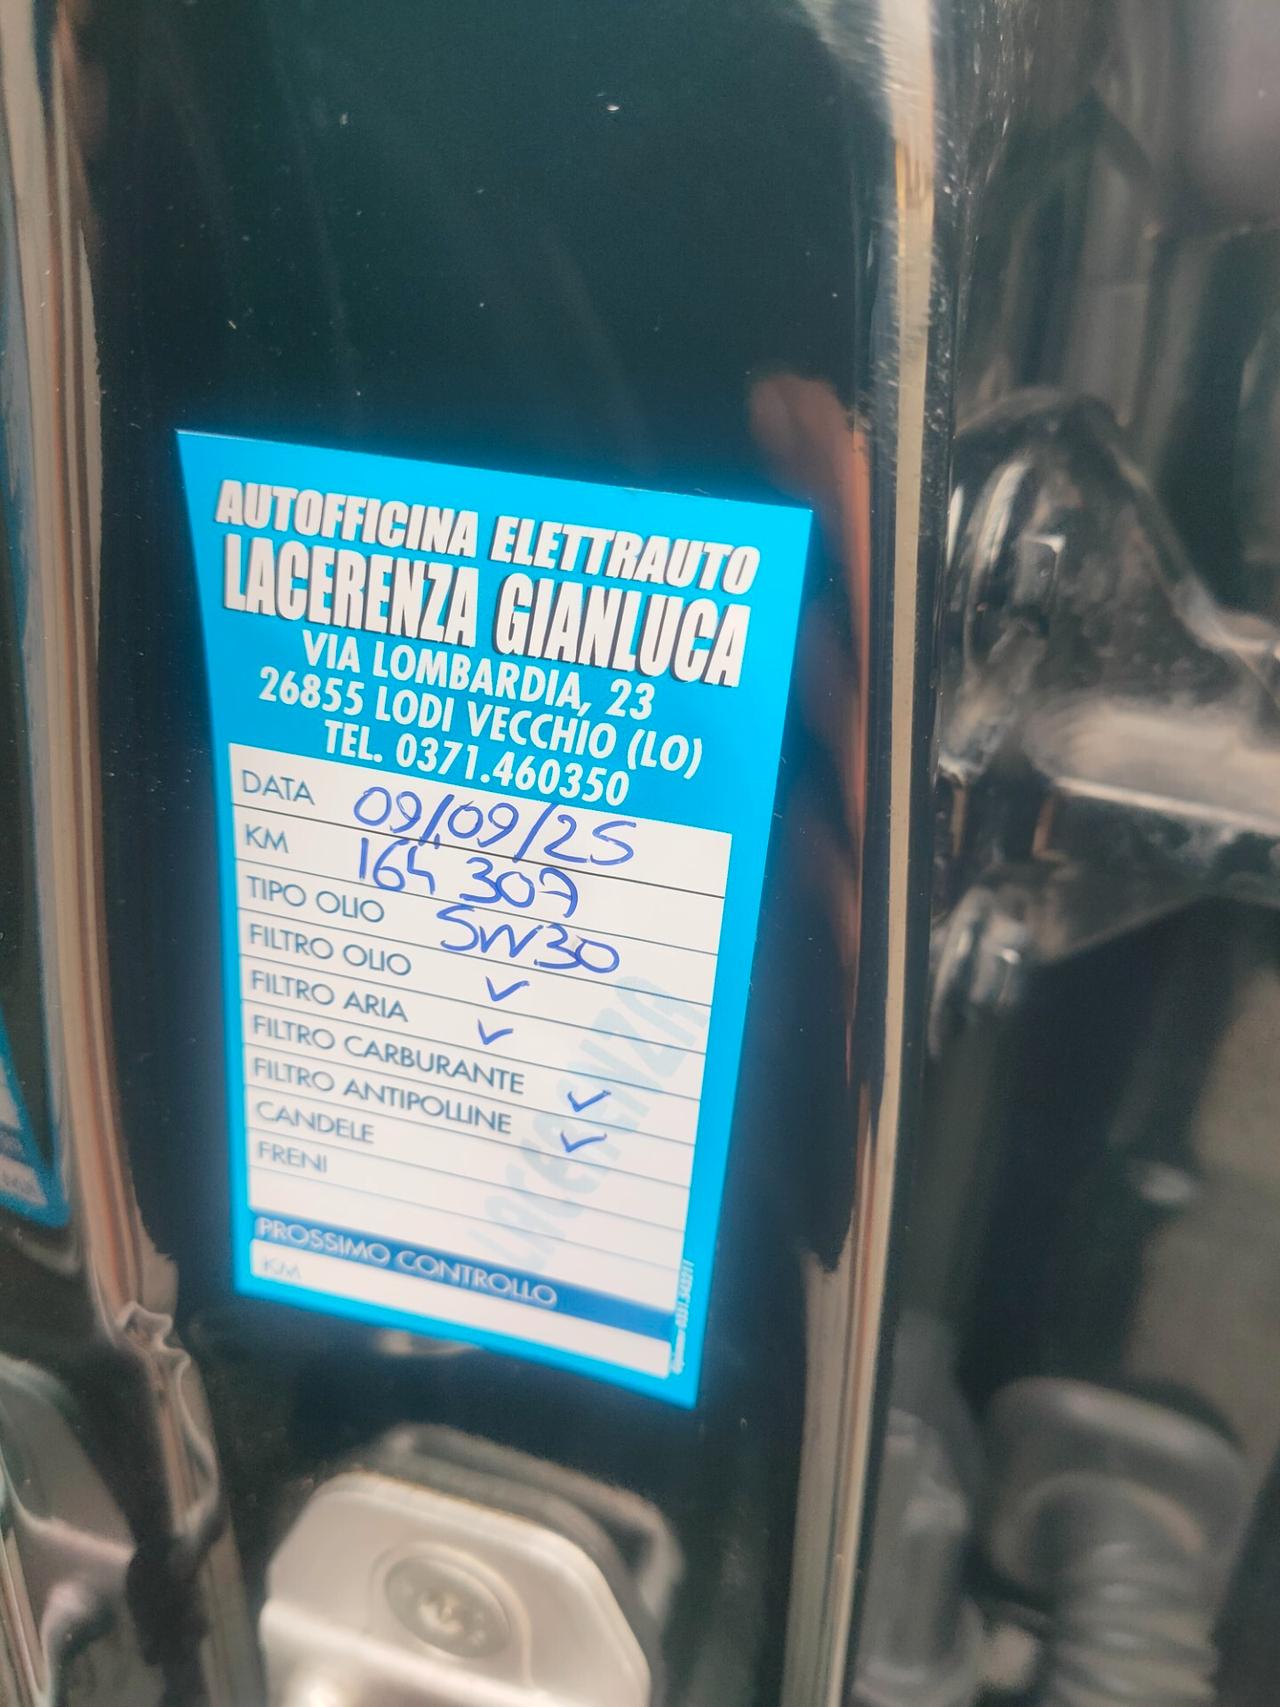 AUTOFFICINA ELETTRAUTO
LACERENZA GIANLUCA
VIA LOMBARDIA, 23
26855 LODI VECCHIO (LO)
TEL. 0371.460350
DATA 09/09/25
KM 164 307
TIPO OLIO 5W30
FILTRO OLIO ✓
FILTRO ARIA ✓
FILTRO CARBURANTE ✓
FILTRO ANTIPOLLINE ✓
CANDELE
FRENI
LACERENZA
PROSSIMO CONTROLLO
KM